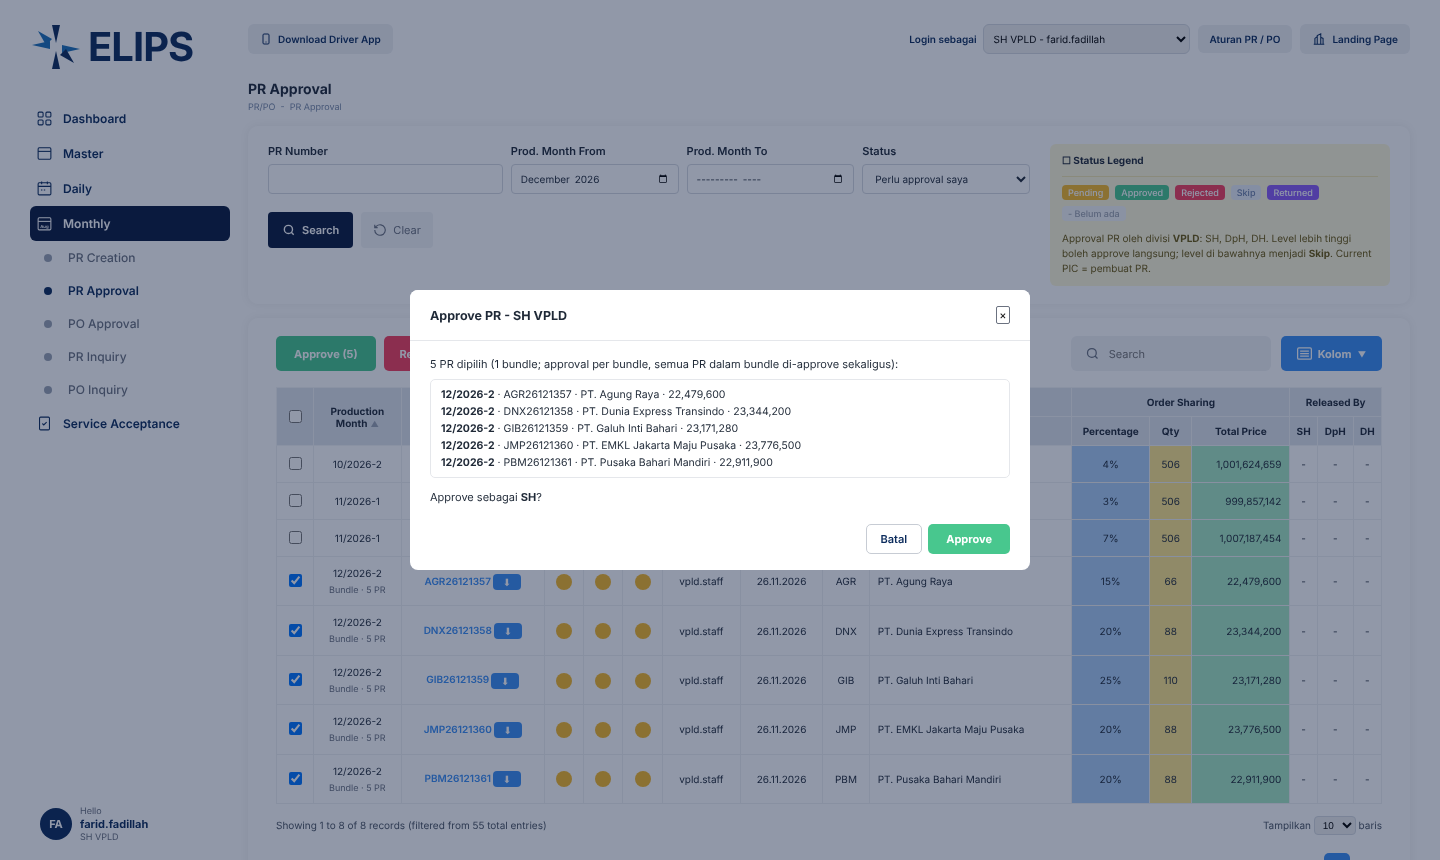 ELIPS
Download Driver App
Login sebagai
SH VPLD - farid.fadillah
Aturan PR / PO
Landing Page
PR Approval
PR/PO - PR Approval
Dashboard
Master
Daily
Monthly
PR Creation
PR Approval
PO Approval
PR Inquiry
PO Inquiry
Service Acceptance
PR Number
Prod. Month From
Prod. Month To
Status
December 2026
--------- ----
Perlu approval saya
Search
Clear
Status Legend
Pending
Approved
Rejected
Skip
Returned
- Belum ada
Approval PR oleh divisi VPLD: SH, DpH, DH. Level lebih tinggi
boleh approve langsung; level di bawahnya menjadi Skip. Current
PIC = pembuat PR.
Approve PR - SH VPLD
×
5 PR dipilih (1 bundle; approval per bundle, semua PR dalam bundle di-approve sekaligus):
12/2026-2 · AGR26121357 · PT. Agung Raya · 22,479,600
12/2026-2 · DNX26121358 · PT. Dunia Express Transindo · 23,344,200
12/2026-2 · GIB26121359 · PT. Galuh Inti Bahari · 23,171,280
12/2026-2 · JMP26121360 · PT. EMKL Jakarta Maju Pusaka · 23,776,500
12/2026-2 · PBM26121361 · PT. Pusaka Bahari Mandiri · 22,911,900
Approve sebagai SH?
Batal
Approve
Approve (5)
Re
Search
Kolom ▼
Production
Month
Order Sharing
Released By
Percentage Qty Total Price SH DpH DH
10/2026-2 4% 506 1,001,624,659 - - -
11/2026-1 3% 506 999,857,142 - - -
11/2026-1 7% 506 1,007,187,454 - - -
12/2026-2
Bundle · 5 PR
AGR26121357 vpld.staff 26.11.2026 AGR PT. Agung Raya 15% 66 22,479,600 - - -
12/2026-2
Bundle · 5 PR
DNX26121358 vpld.staff 26.11.2026 DNX PT. Dunia Express Transindo 20% 88 23,344,200 - - -
12/2026-2
Bundle · 5 PR
GIB26121359 vpld.staff 26.11.2026 GIB PT. Galuh Inti Bahari 25% 110 23,171,280 - - -
12/2026-2
Bundle · 5 PR
JMP26121360 vpld.staff 26.11.2026 JMP PT. EMKL Jakarta Maju Pusaka 20% 88 23,776,500 - - -
12/2026-2
Bundle · 5 PR
PBM26121361 vpld.staff 26.11.2026 PBM PT. Pusaka Bahari Mandiri 20% 88 22,911,900 - - -
Showing 1 to 8 of 8 records (filtered from 55 total entries)
Tampilkan 10 baris
FA
Hello
farid.fadillah
SH VPLD